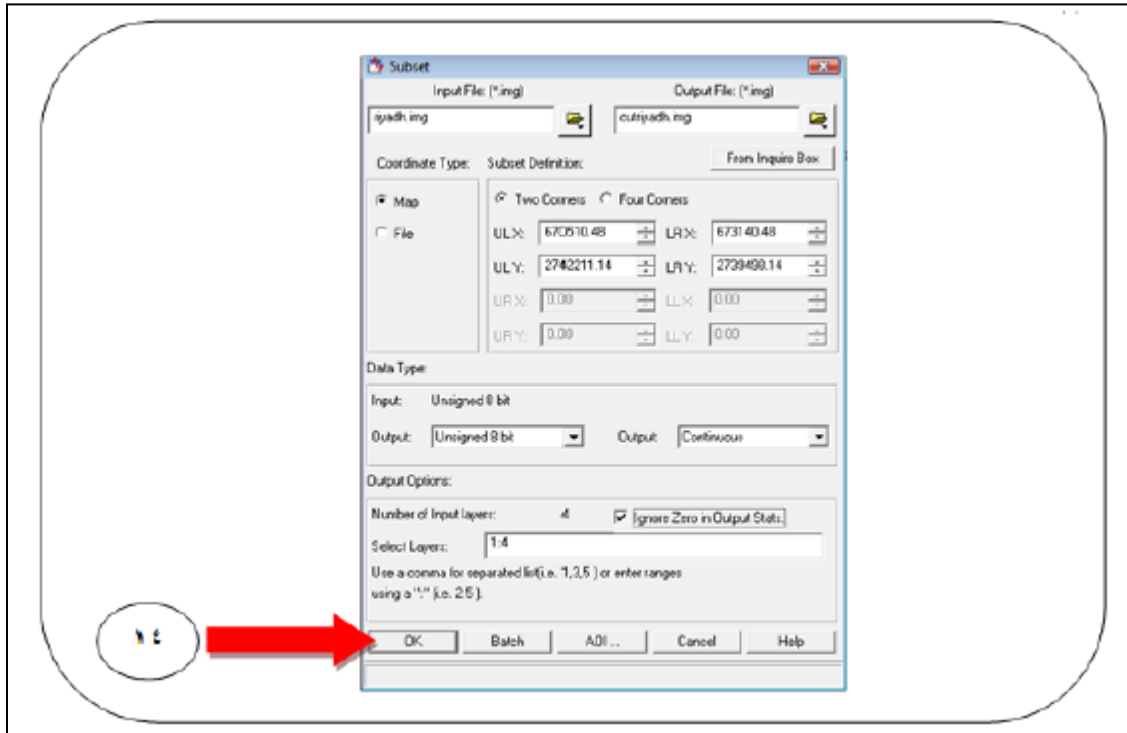 Subset
Input File: (*.img) Output File: (*.img)
riyadh.img cutriyadh.img
Coordinate Type: Subset Definition: From Inquire Box
Map Two Corners Four Corners
File ULX: 670510.48 LRX: 673140.48
ULY: 2742211.14 LRY: 2739498.14
URX: 0.00 LLX: 0.00
URY: 0.00 LLY: 0.00
Data Type:
Input: Unsigned 8 bit
Output: Unsigned 8 bit Output: Continuous
Output Options:
Number of Input layers: 4 Ignore Zero in Output Stats.
Select Layers: 1:4
Use a comma for separated list(i.e. "1,3,5 ) or enter ranges
using a ":" (i.e. 2:5 ).
١٤ OK Batch AOI ... Cancel Help